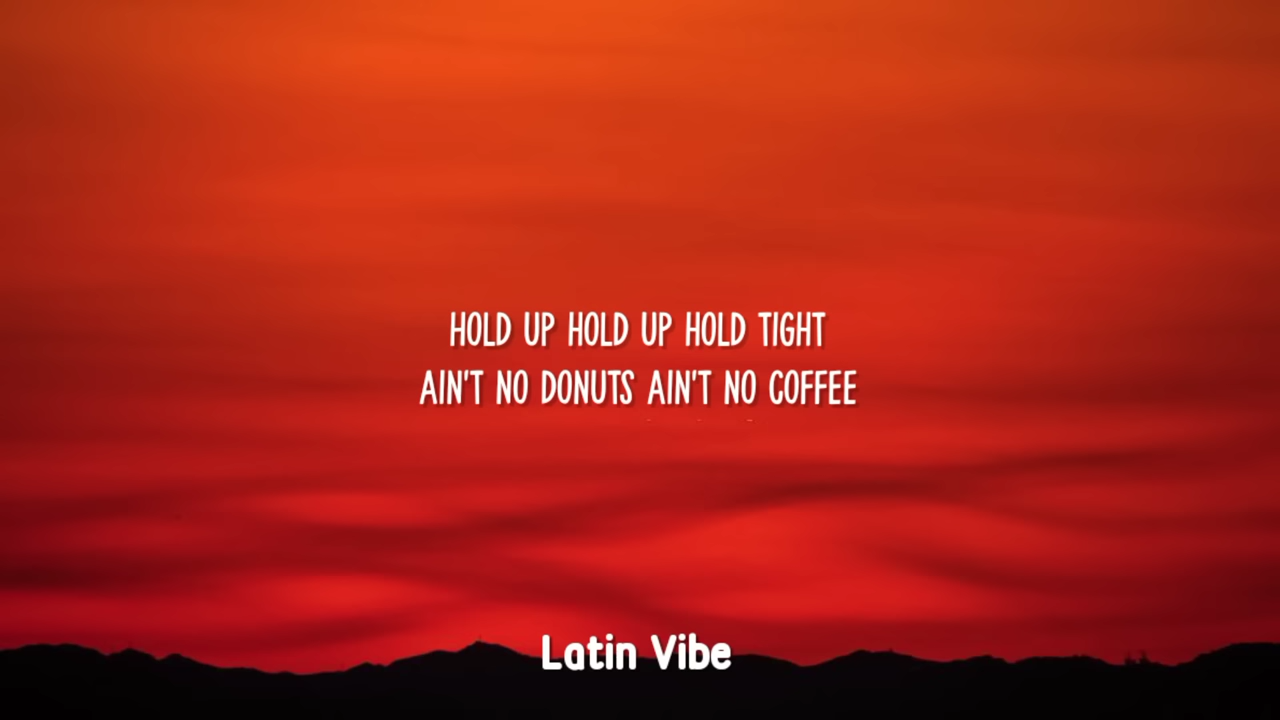 HOLD UP HOLD UP HOLD TIGHT
AIN'T NO DONUTS AIN'T NO COFFEE
Latin Vibe